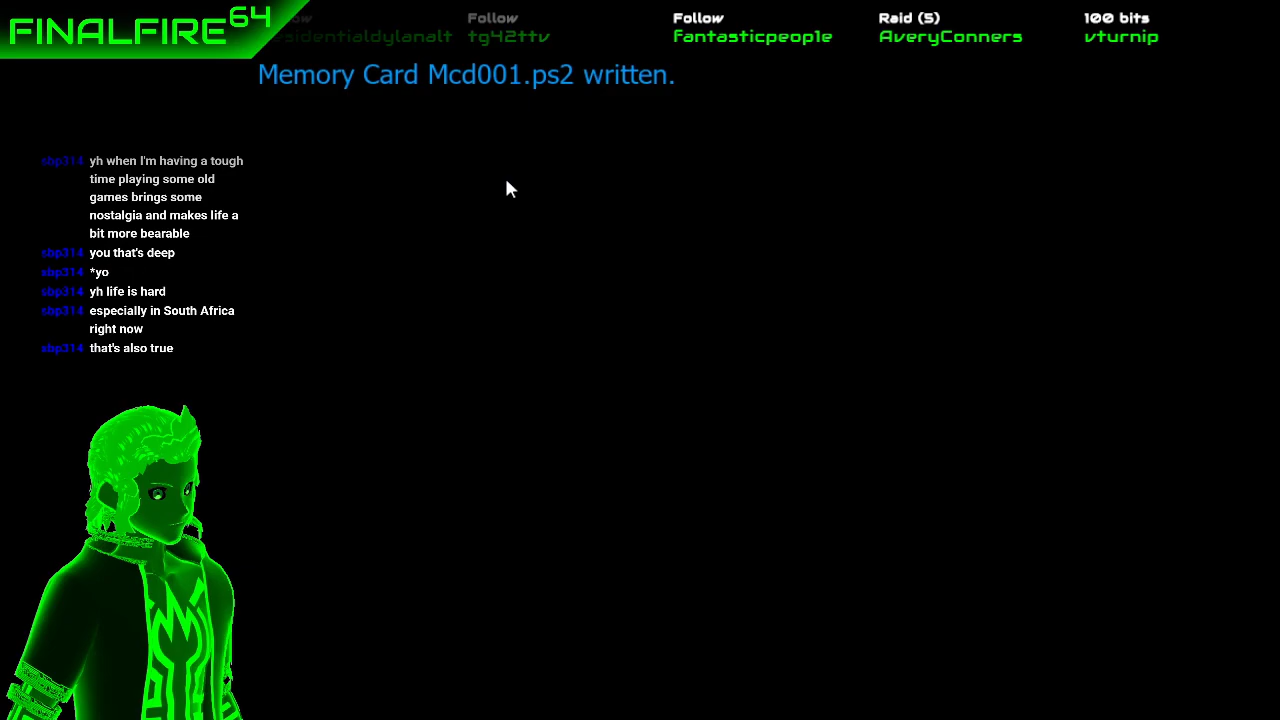 FINALFIRE64
Follow
Follow
Raid (5)
100 bits
sidentialdylanalt
tg42ttv
Fantasticpeop1e
AveryConners
vturnip
Memory Card Mcd001.ps2 written.
sbp314 yh when I'm having a tough
time playing some old
games brings some
nostalgia and makes life a
bit more bearable
sbp314 you that's deep
sbp314 *yo
sbp314 yh life is hard
sbp314 especially in South Africa
right now
sbp314 that's also true